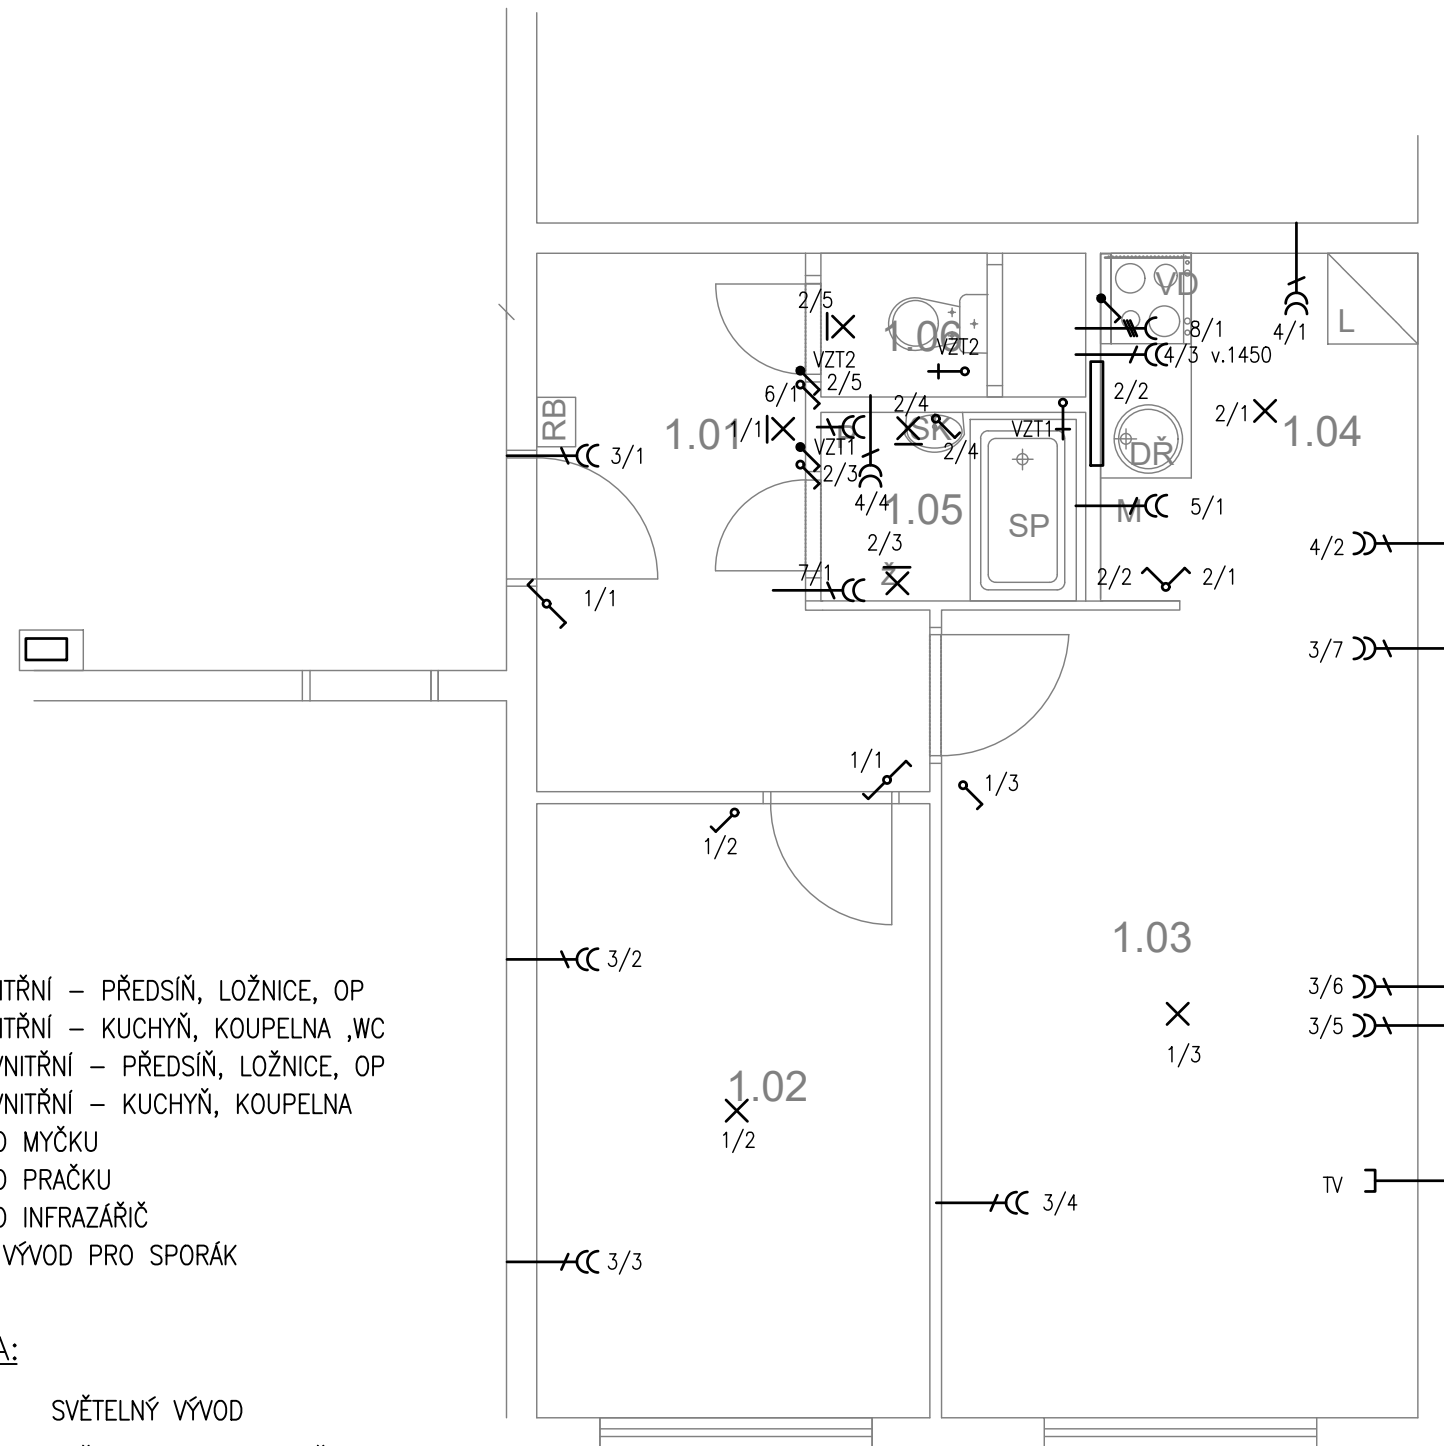 2/5
1.06
VZT2
VD
8/1
4/1
L
4/3 v.1450
VZT2
2/5
6/1
2/2
2/4
RB
1.01
1/1
SK
VZT1
2/1
1.04
VZT1
2/4
DŘ
3/1
2/3
4/4
1.05
SP
M
5/1
2/3
4/2
7/1
Ž
2/2
2/1
1/1
3/7
1/1
1/3
1/2
1.03
3/2
3/6
3/5
1/3
1.02
1/2
TV
3/4
3/3
– PŘEDSÍŇ, LOŽNICE, OP
– KUCHYŇ, KOUPELNA ,WC
VNITŘNÍ – PŘEDSÍŇ, LOŽNICE, OP
VNITŘNÍ – KUCHYŇ, KOUPELNA
MYČKU
PRAČKU
INFRAZÁŘIČ
VÝVOD PRO SPORÁK
A:
SVĚTELNÝ VÝVOD